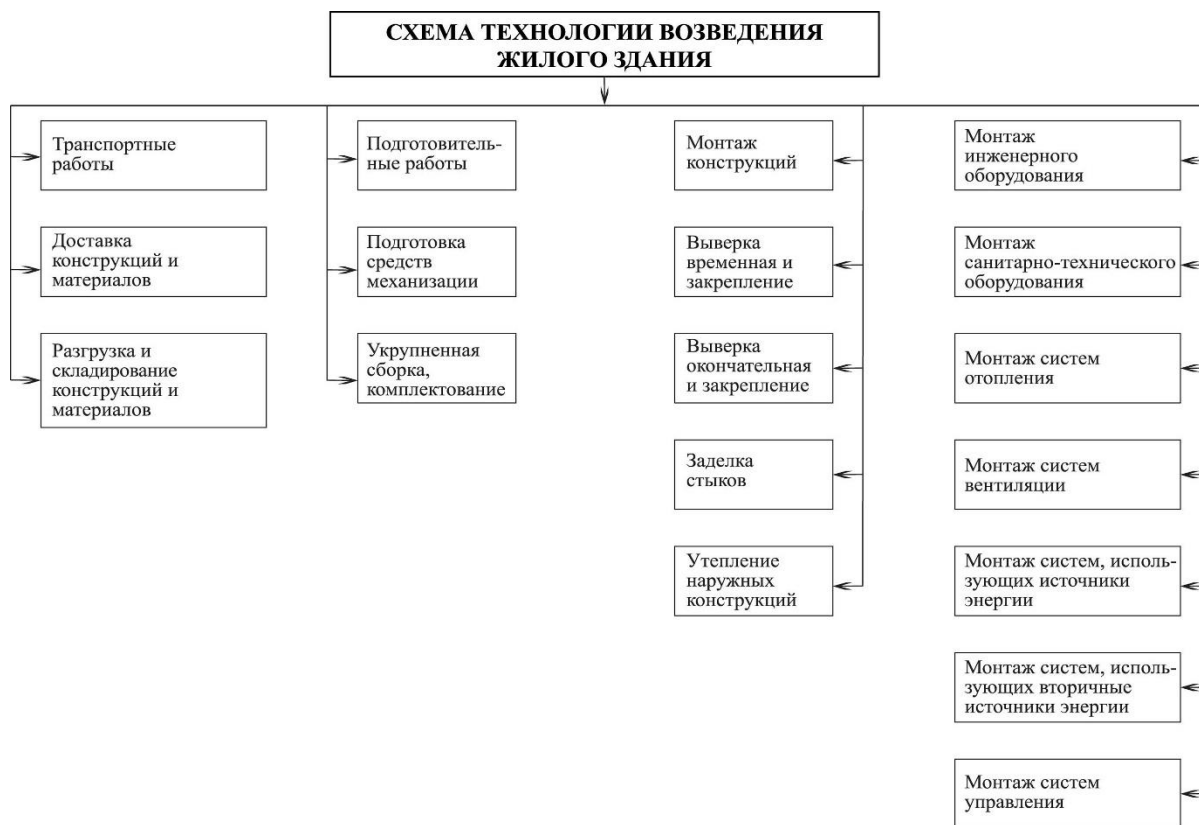 СХЕМА ТЕХНОЛОГИИ ВОЗВЕДЕНИЯ
ЖИЛОГО ЗДАНИЯ
Транспортные
работы
Доставка
конструкций и
материалов
Разгрузка и
складирование
конструкций и
материалов
Подготовитель-
ные работы
Подготовка
средств
механизации
Укрупненная
сборка,
комплектование
Монтаж
конструкций
Выверка
временная и
закрепление
Выверка
окончательная
и закрепление
Заделка
стыков
Утепление
наружных
конструкций
Монтаж
инженерного
оборудования
Монтаж
санитарно-технического
оборудования
Монтаж систем
отопления
Монтаж систем
вентиляции
Монтаж систем, исполь-
зующих источники
энергии
Монтаж систем, исполь-
зующих вторичные
источники энергии
Монтаж систем
управления